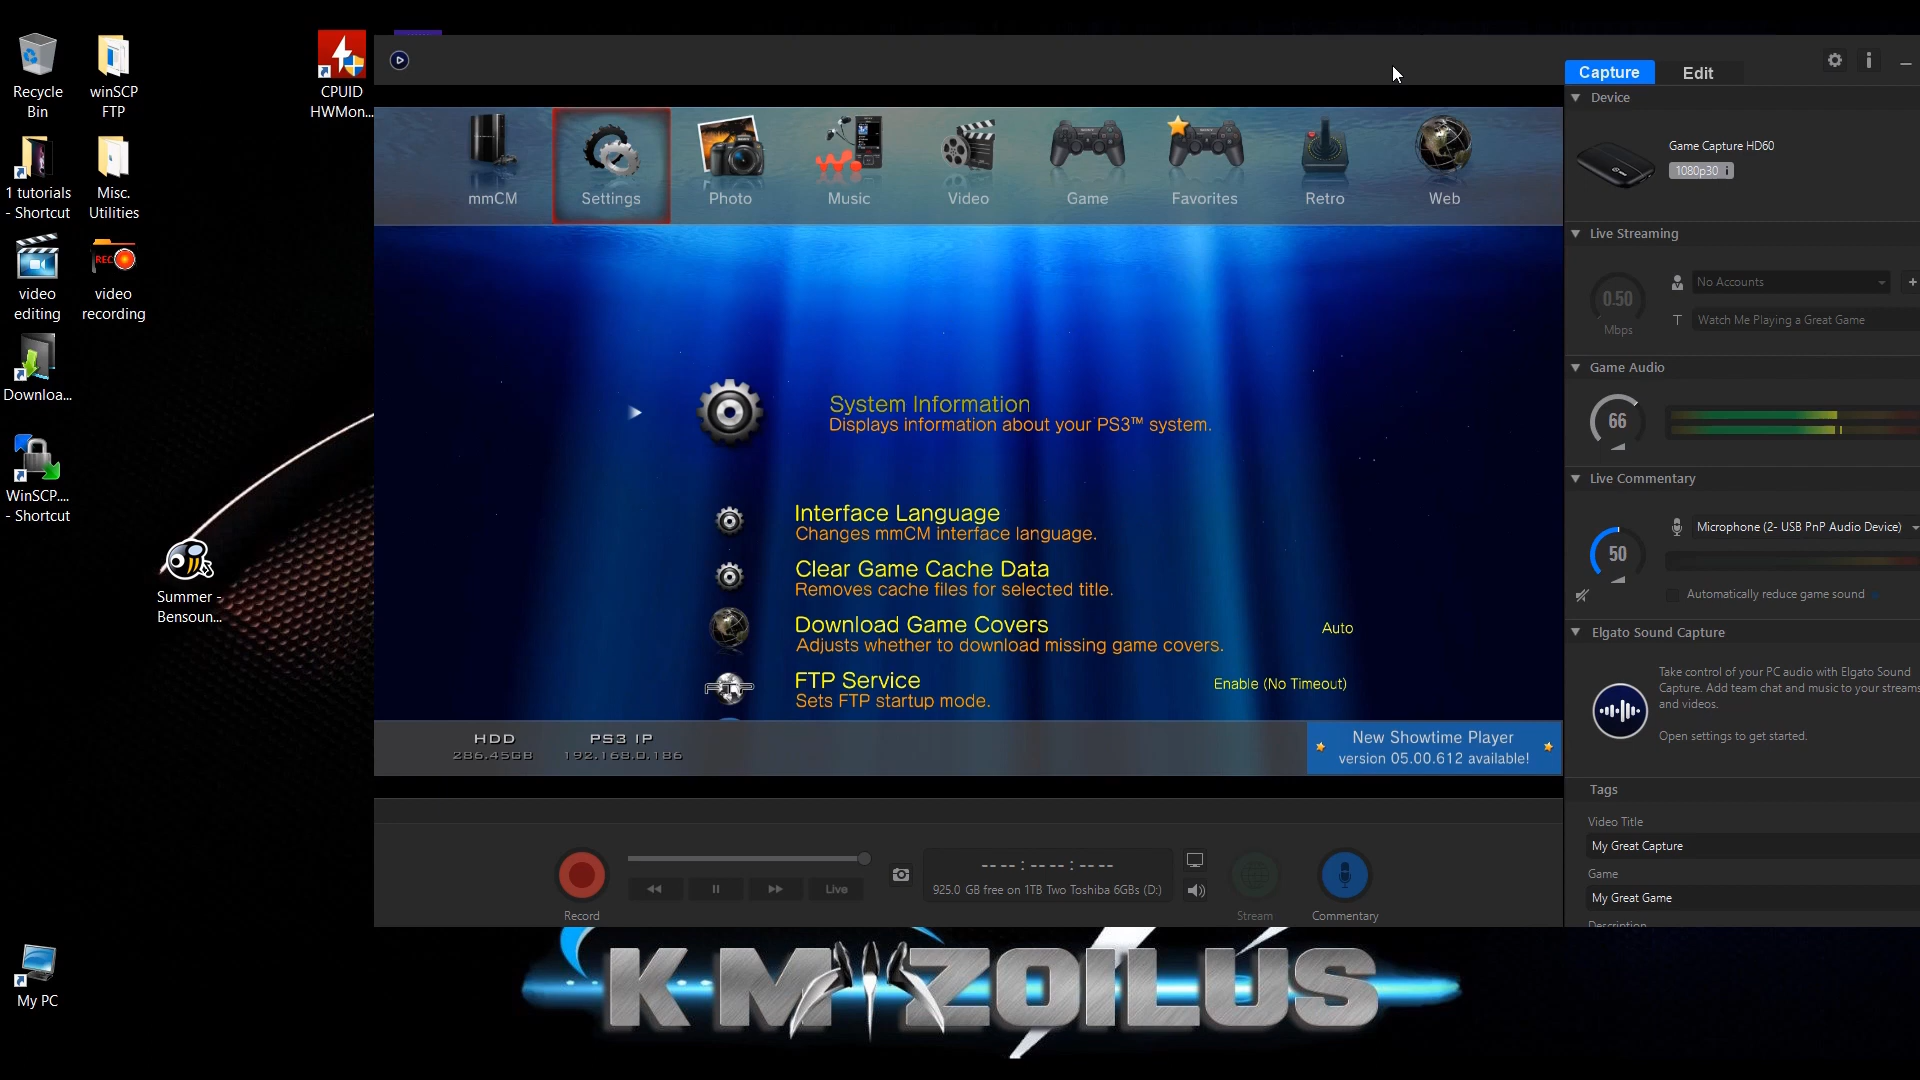 Recycle
Bin
winSCP
FTP
CPUID
HWMon...
1 tutorials
- Shortcut
Misc.
Utilities
video
editing
REC
video
recording
Downloa...
WinSCP....
- Shortcut
Summer -
Bensoun...
My PC
mmCM
Settings
Photo
Music
Video
Game
Favorites
Retro
Web
System Information
Displays information about your PS3™ system.
Interface Language
Changes mmCM interface language.
Clear Game Cache Data
Removes cache files for selected title.
Download Game Covers
Adjusts whether to download missing game covers.
Auto
FTP
FTP Service
Sets FTP startup mode.
Enable (No Timeout)
HDD
286.45GB
PS3 IP
192.168.0.186
New Showtime Player
version 05.00.612 available!
Record
Live
-- -- : -- -- : -- --
925.0 GB free on 1TB Two Toshiba 6GBs (D:)
Stream
Commentary
Capture
Edit
Device
Game Capture HD60
1080p30 i
Live Streaming
0.50
Mbps
No Accounts
+
T
Watch Me Playing a Great Game
Game Audio
66
Live Commentary
50
Microphone (2- USB PnP Audio Device)
Automatically reduce game sound
Elgato Sound Capture
Take control of your PC audio with Elgato Sound
Capture. Add team chat and music to your streams
and videos.
Open settings to get started.
Tags
Video Title
My Great Capture
Game
My Great Game
Description
KM ZOILUS